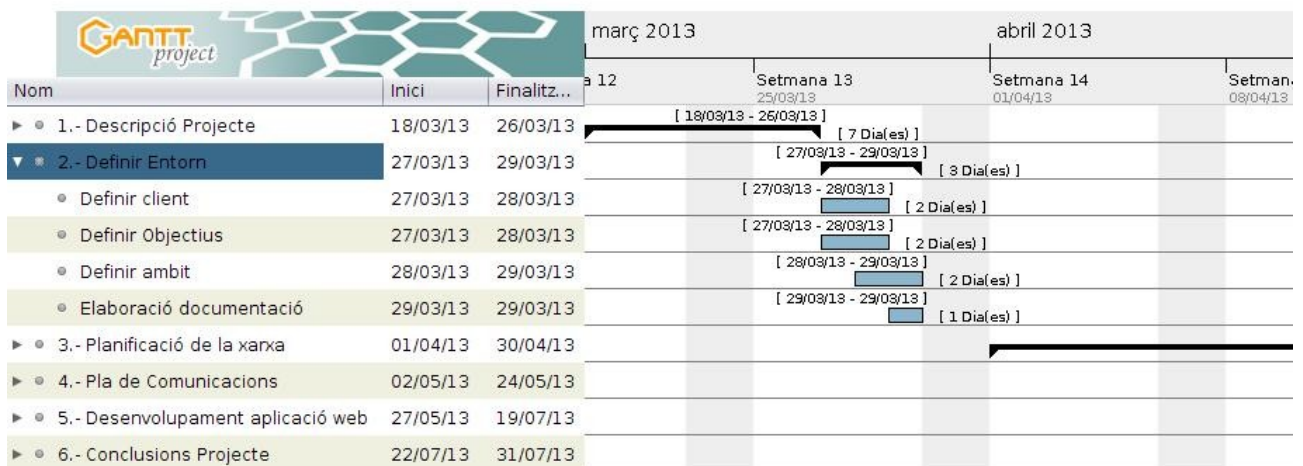 GANTT
project
març 2013 abril 2013
a 12 Setmana 13 Setmana 14 Setman
25/03/13 01/04/13 08/04/13
Nom Inici Finalitz...
1.- Descripció Projecte 18/03/13 26/03/13 [ 18/03/13 - 26/03/13 ] [ 7 Dia(es) ]
2.- Definir Entorn 27/03/13 29/03/13 [ 27/03/13 - 29/03/13 ] [ 3 Dia(es) ]
Definir client 27/03/13 28/03/13 [ 27/03/13 - 28/03/13 ] [ 2 Dia(es) ]
Definir Objectius 27/03/13 28/03/13 [ 27/03/13 - 28/03/13 ] [ 2 Dia(es) ]
Definir ambit 28/03/13 29/03/13 [ 28/03/13 - 29/03/13 ] [ 2 Dia(es) ]
Elaboració documentació 29/03/13 29/03/13 [ 29/03/13 - 29/03/13 ] [ 1 Dia(es) ]
3.- Planificació de la xarxa 01/04/13 30/04/13
4.- Pla de Comunicacions 02/05/13 24/05/13
5.- Desenvolupament aplicació web 27/05/13 19/07/13
6.- Conclusions Projecte 22/07/13 31/07/13